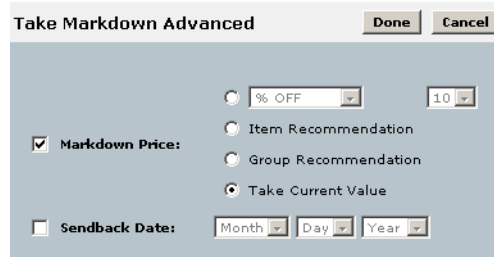 Take Markdown Advanced Done Cancel
% OFF 10
Item Recommendation
Markdown Price:
Group Recommendation
Take Current Value
Sendback Date: Month Day Year